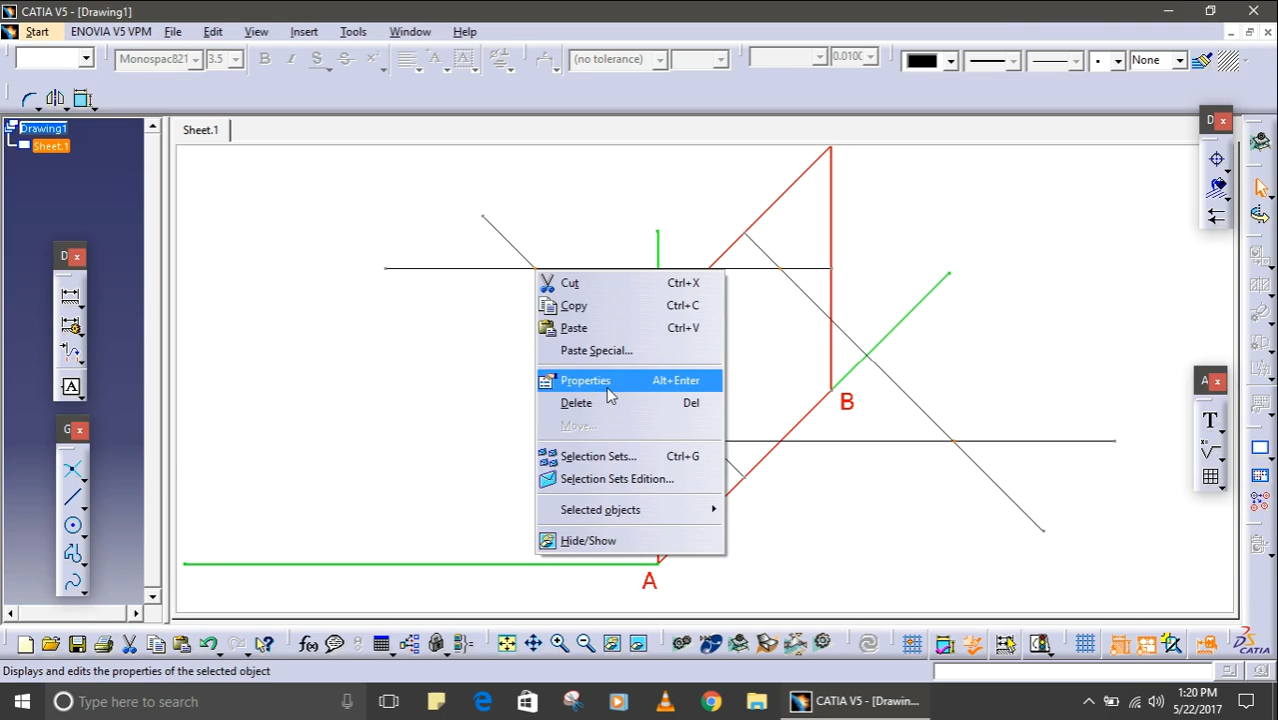 CATIA V5 - [Drawing1]
Start ENOVIA V5 VPM File Edit View Insert Tools Window Help
Monospac821 3.5 B I S S (no tolerance) 0.010( None
Drawing1
Sheet.1
Sheet.1
D x
D x
G x
A x
A
T
Cut Ctrl+X
Copy Ctrl+C
Paste Ctrl+V
Paste Special...
Properties Alt+Enter
Delete Del
Move...
Selection Sets... Ctrl+G
Selection Sets Edition...
Selected objects
Hide/Show
B
A
f(x)
CATIA
Displays and edits the properties of the selected object
Type here to search
CATIA V5 - [Drawin...
1:20 PM
5/22/2017